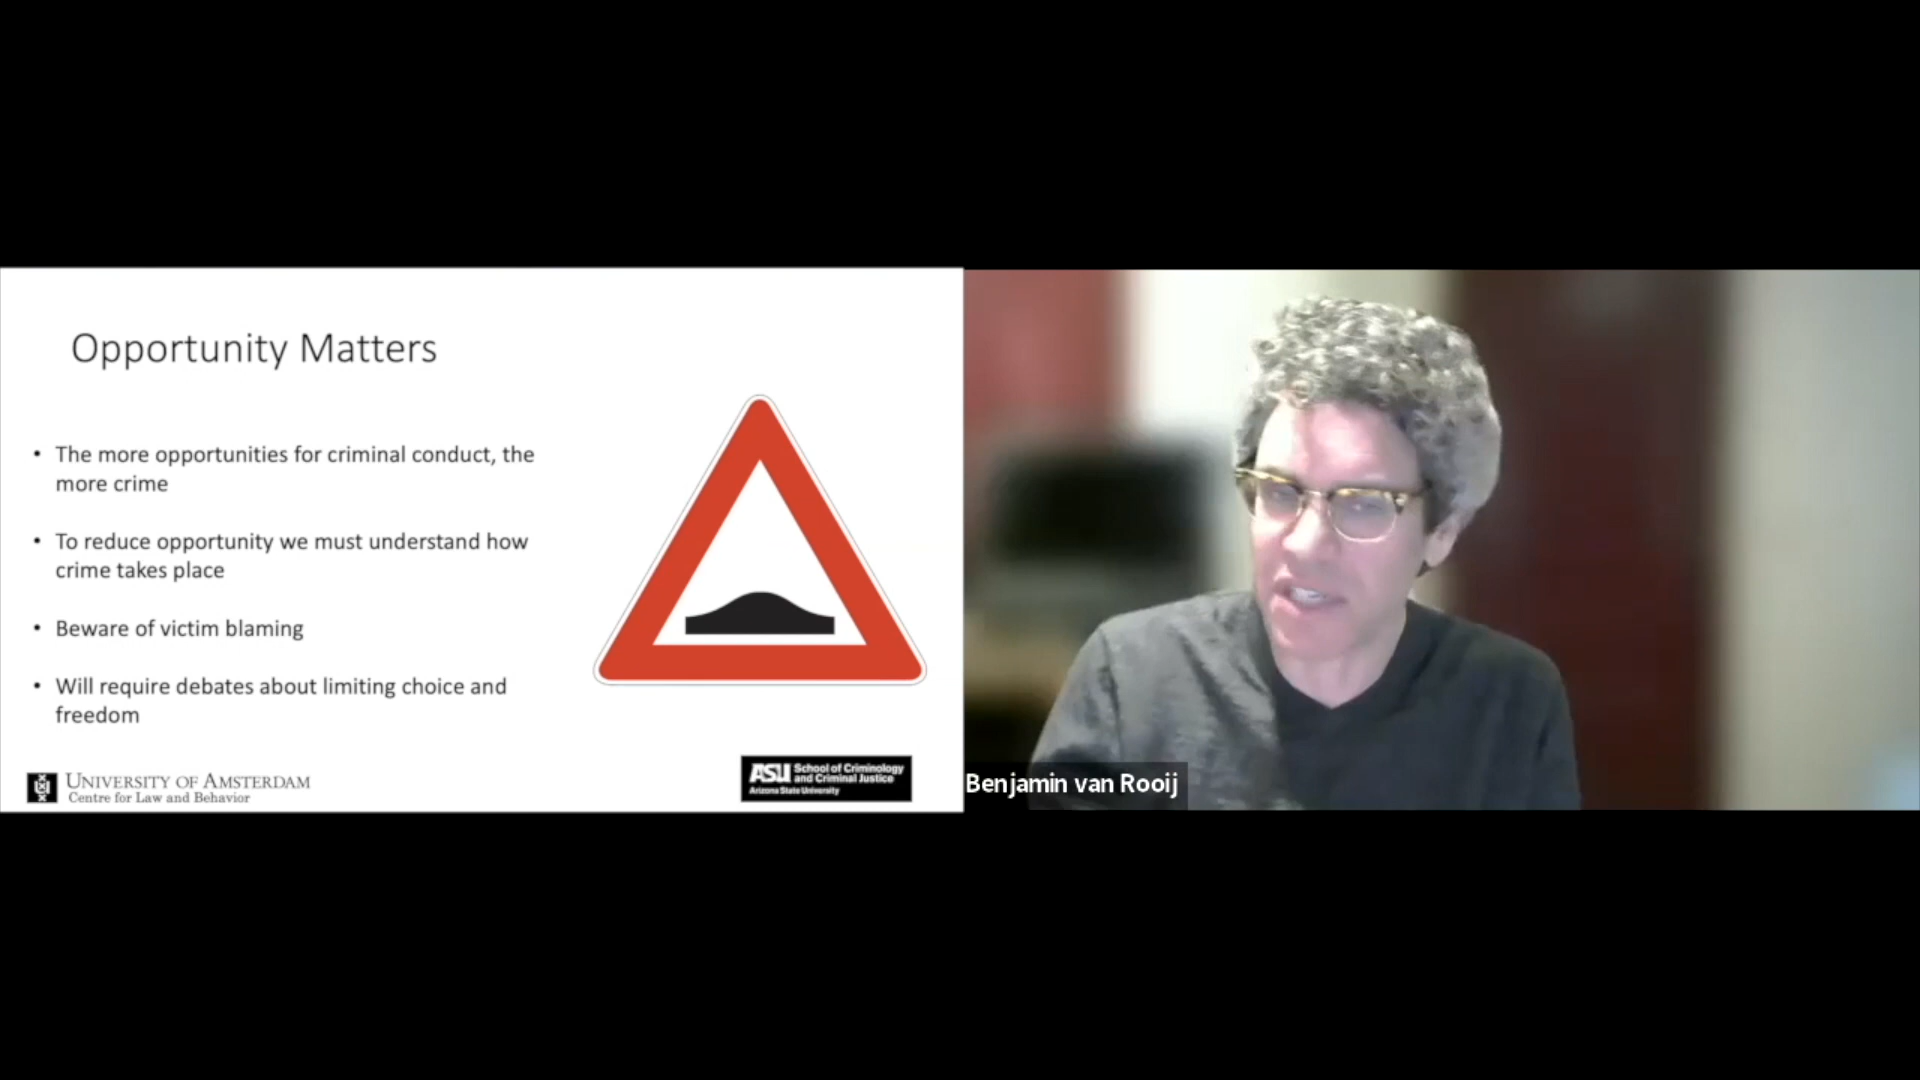 Opportunity Matters
• The more opportunities for criminal conduct, the
more crime
• To reduce opportunity we must understand how
crime takes place
• Beware of victim blaming
• Will require debates about limiting choice and
freedom
UNIVERSITY OF AMSTERDAM
Centre for Law and Behavior
ASU School of Criminology
and Criminal Justice
Arizona State University
Benjamin van Rooij